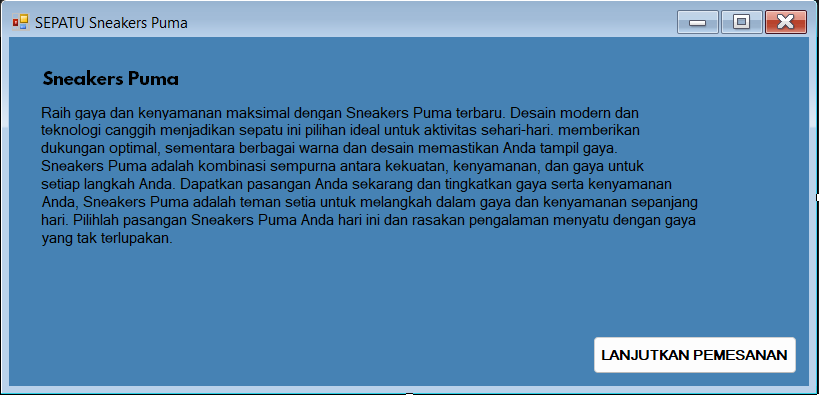 SEPATU Sneakers Puma
Sneakers Puma
Raih gaya dan kenyamanan maksimal dengan Sneakers Puma terbaru. Desain modern dan
teknologi canggih menjadikan sepatu ini pilihan ideal untuk aktivitas sehari-hari. memberikan
dukungan optimal, sementara berbagai warna dan desain memastikan Anda tampil gaya.
Sneakers Puma adalah kombinasi sempurna antara kekuatan, kenyamanan, dan gaya untuk
setiap langkah Anda. Dapatkan pasangan Anda sekarang dan tingkatkan gaya serta kenyamanan
Anda, Sneakers Puma adalah teman setia untuk melangkah dalam gaya dan kenyamanan sepanjang
hari. Pilihlah pasangan Sneakers Puma Anda hari ini dan rasakan pengalaman menyatu dengan gaya
yang tak terlupakan.
LANJUTKAN PEMESANAN